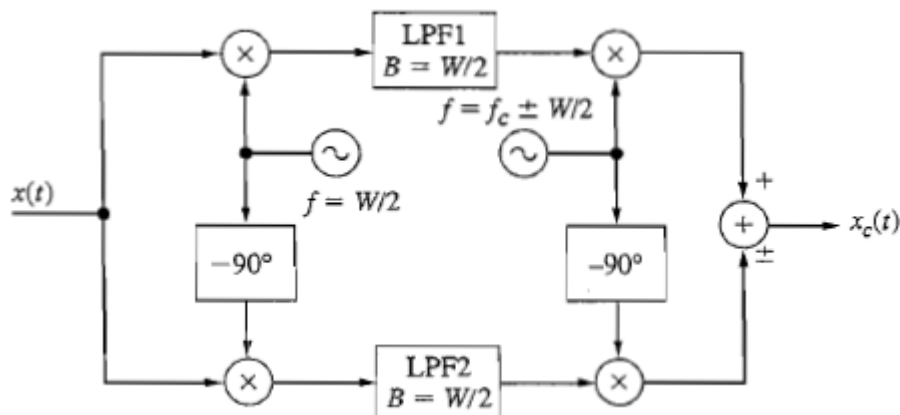 LPF1
B = W/2
×
×
f = f_c ± W/2
x(t)
f = W/2
+
+
x_c(t)
±
−90°
–90°
LPF2
B = W/2
×
×